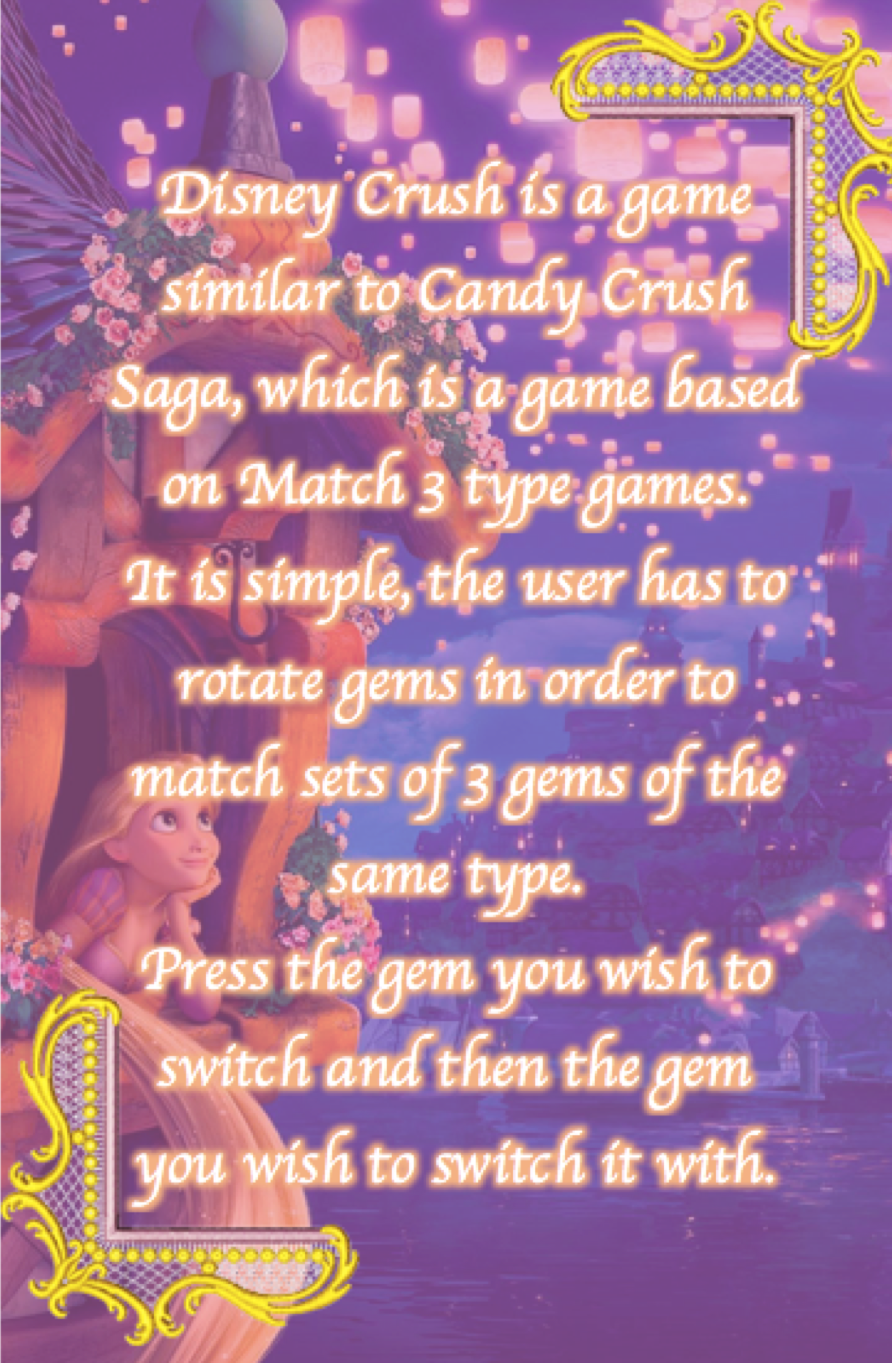 Disney Crush is a game
similar to Candy Crush
Saga, which is a game based
on Match 3 type games.
It is simple, the user has to
rotate gems in order to
match sets of 3 gems of the
same type.
Press the gem you wish to
switch and then the gem
you wish to switch it with.